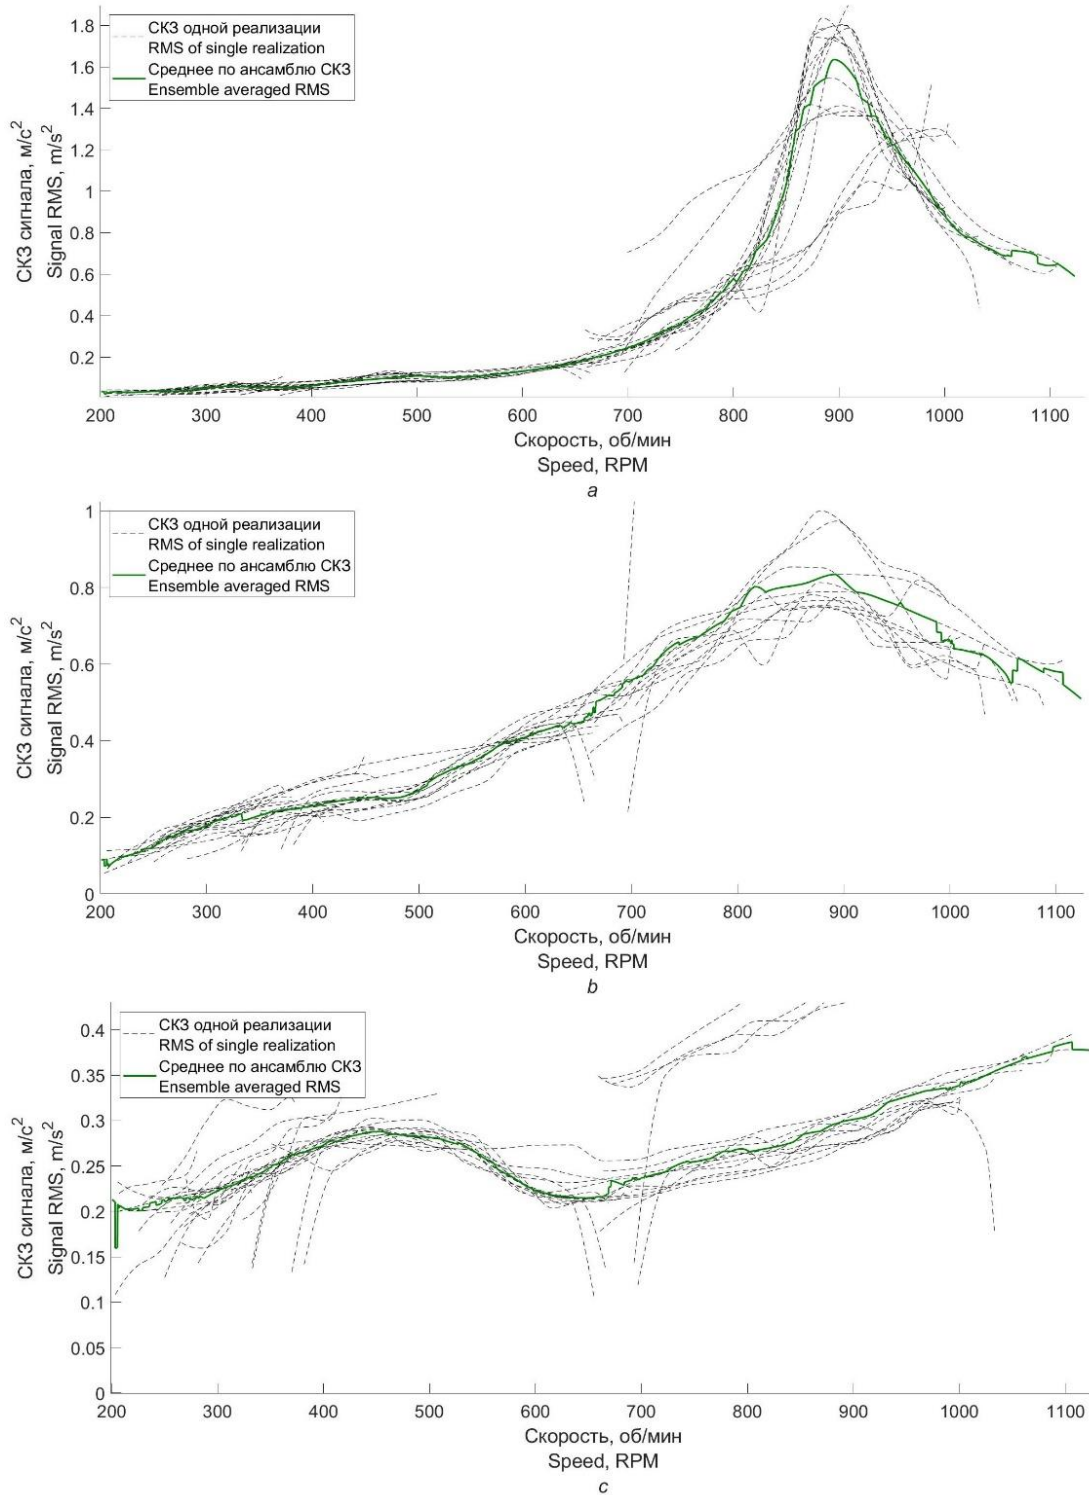 1.8
1.6
1.4
1.2
1
0.8
0.6
0.4
0.2
СКЗ сигнала, м/с²
Signal RMS, m/s²
СКЗ одной реализации
RMS of single realization
Среднее по ансамблю СКЗ
Ensemble averaged RMS
200 300 400 500 600 700 800 900 1000 1100
Скорость, об/мин
Speed, RPM
a
1
0.8
0.6
0.4
0.2
0
СКЗ сигнала, м/с²
Signal RMS, m/s²
СКЗ одной реализации
RMS of single realization
Среднее по ансамблю СКЗ
Ensemble averaged RMS
200 300 400 500 600 700 800 900 1000 1100
Скорость, об/мин
Speed, RPM
b
0.4
0.35
0.3
0.25
0.2
0.15
0.1
0.05
0
СКЗ сигнала, м/с²
Signal RMS, m/s²
СКЗ одной реализации
RMS of single realization
Среднее по ансамблю СКЗ
Ensemble averaged RMS
200 300 400 500 600 700 800 900 1000 1100
Скорость, об/мин
Speed, RPM
c